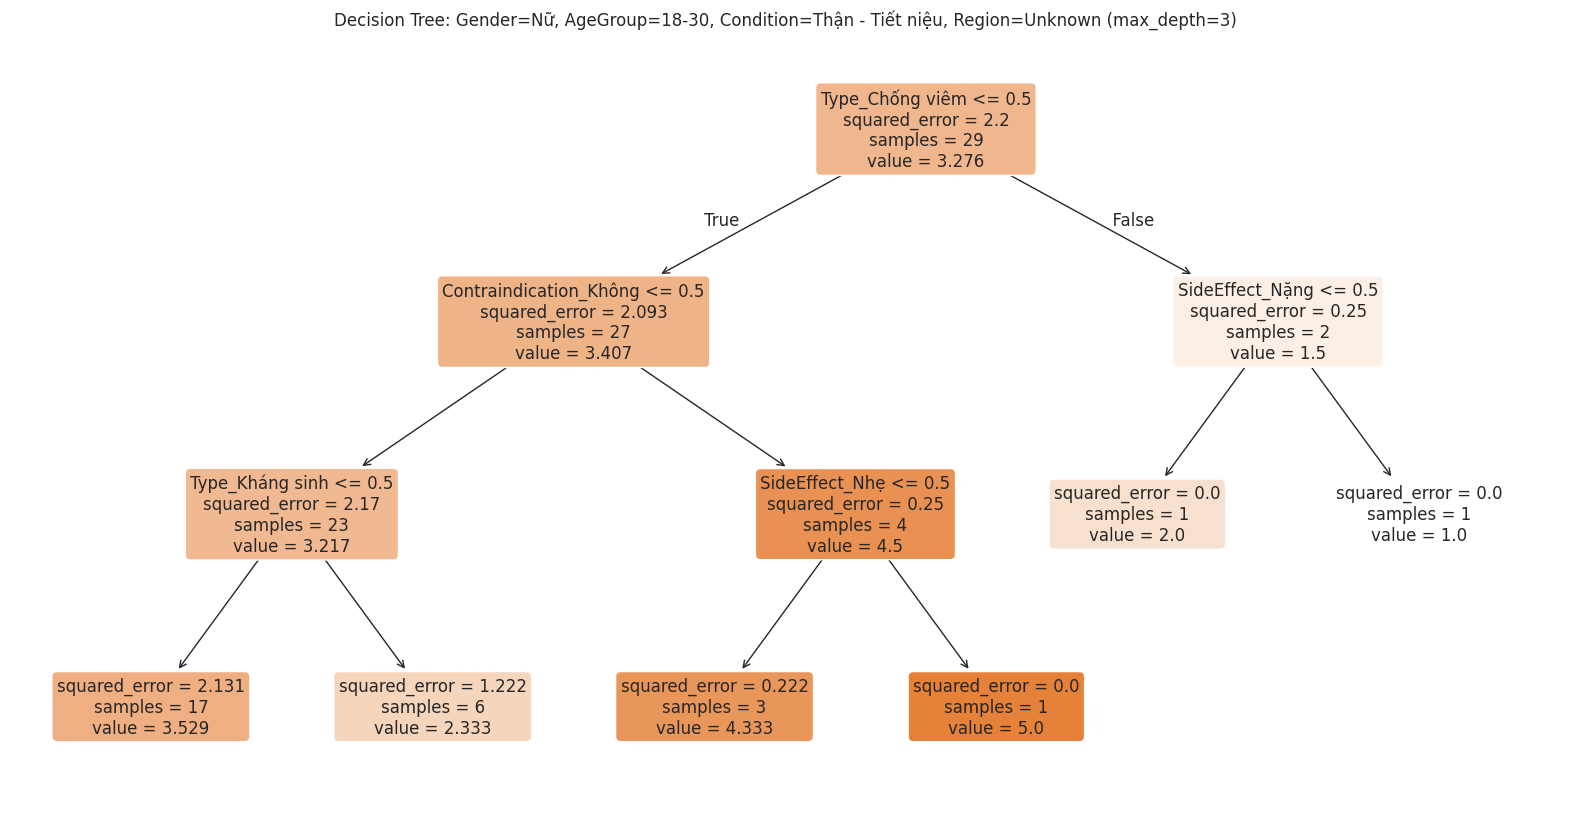 Decision Tree: Gender=Nữ, AgeGroup=18-30, Condition=Thận - Tiết niệu, Region=Unknown (max_depth=3)
Type_Chống viêm <= 0.5
squared_error = 2.2
samples = 29
value = 3.276
True
False
Contraindication_Không <= 0.5
squared_error = 2.093
samples = 27
value = 3.407
SideEffect_Nặng <= 0.5
squared_error = 0.25
samples = 2
value = 1.5
Type_Kháng sinh <= 0.5
squared_error = 2.17
samples = 23
value = 3.217
SideEffect_Nhẹ <= 0.5
squared_error = 0.25
samples = 4
value = 4.5
squared_error = 0.0
samples = 1
value = 2.0
squared_error = 0.0
samples = 1
value = 1.0
squared_error = 2.131
samples = 17
value = 3.529
squared_error = 1.222
samples = 6
value = 2.333
squared_error = 0.222
samples = 3
value = 4.333
squared_error = 0.0
samples = 1
value = 5.0